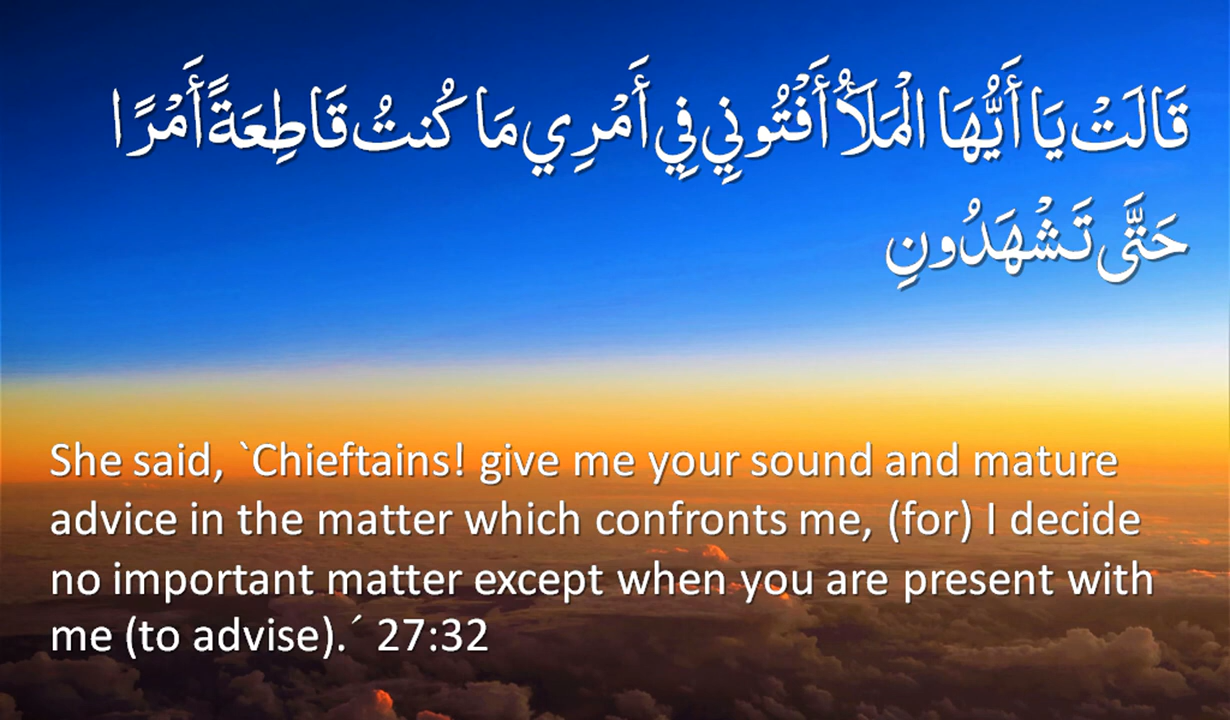 قَالَتْ يَا أَيُّهَا الْمَلَأُ أَفْتُونِي فِي أَمْرِي مَا كُنتُ قَاطِعَةً أَمْرًا
حَتَّى تَشْهَدُونِ
She said, `Chieftains! give me your sound and mature
advice in the matter which confronts me, (for) I decide
no important matter except when you are present with
me (to advise).´ 27:32